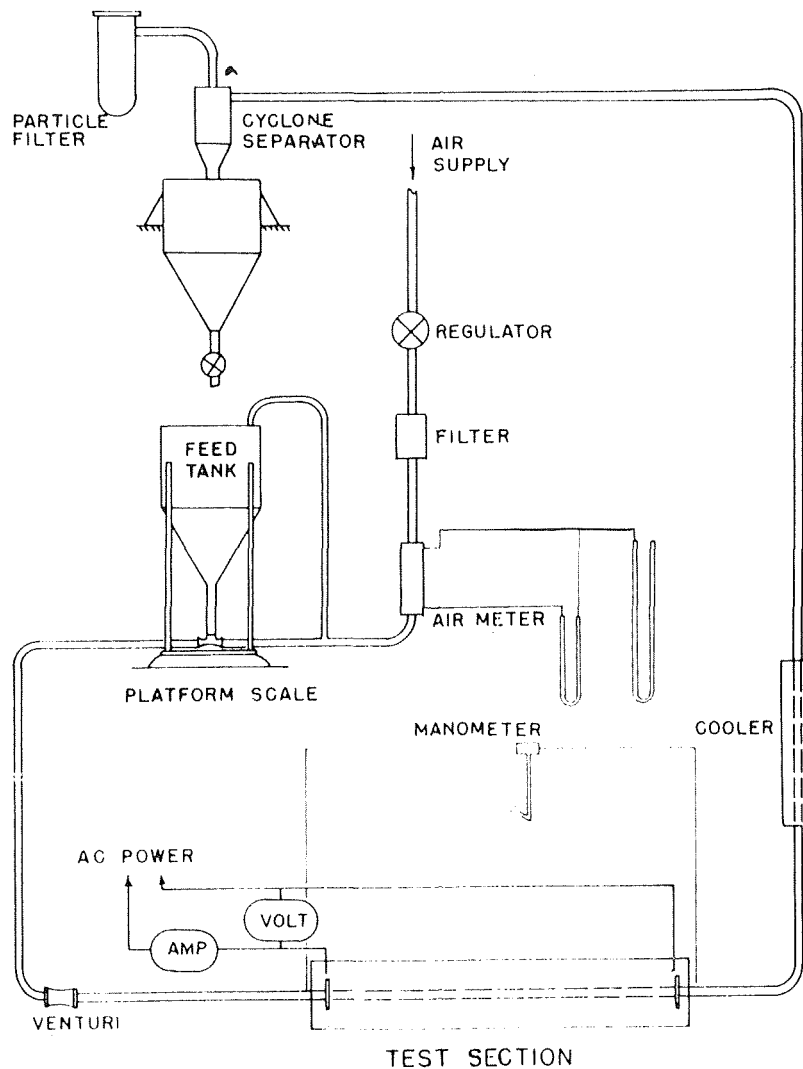 PARTICLE
FILTER
CYCLONE
SEPARATOR
AIR
SUPPLY
REGULATOR
FILTER
FEED
TANK
AIR METER
PLATFORM SCALE
MANOMETER
COOLER
AC POWER
VOLT
AMP
VENTURI
TEST SECTION